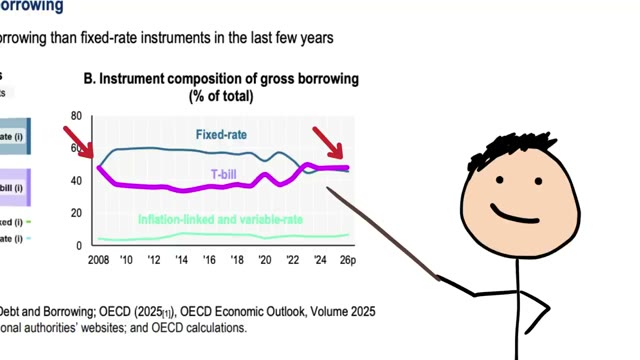 orrowing
orrowing than fixed-rate instruments in the last few years
s
ts
B. Instrument composition of gross borrowing
(% of total)
80
60
40
20
0
Fixed-rate
T-bill
Inflation-linked and variable-rate
2008 '10 '12 '14 '16 '18 '20 '22 '24 26p
ate (i)
bill (i)
ked (i)
ate (i)
Debt and Borrowing; OECD (2025[1]), OECD Economic Outlook, Volume 2025
onal authorities' websites; and OECD calculations.